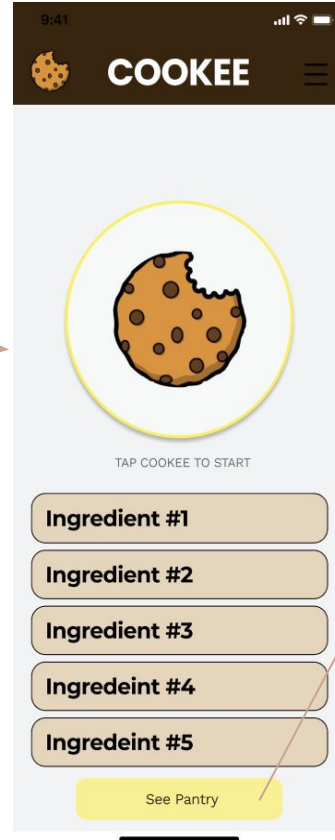 9:41
COOKEE
TAP COOKEE TO START
Ingredient #1
Ingredient #2
Ingredient #3
Ingredeint #4
Ingredeint #5
See Pantry